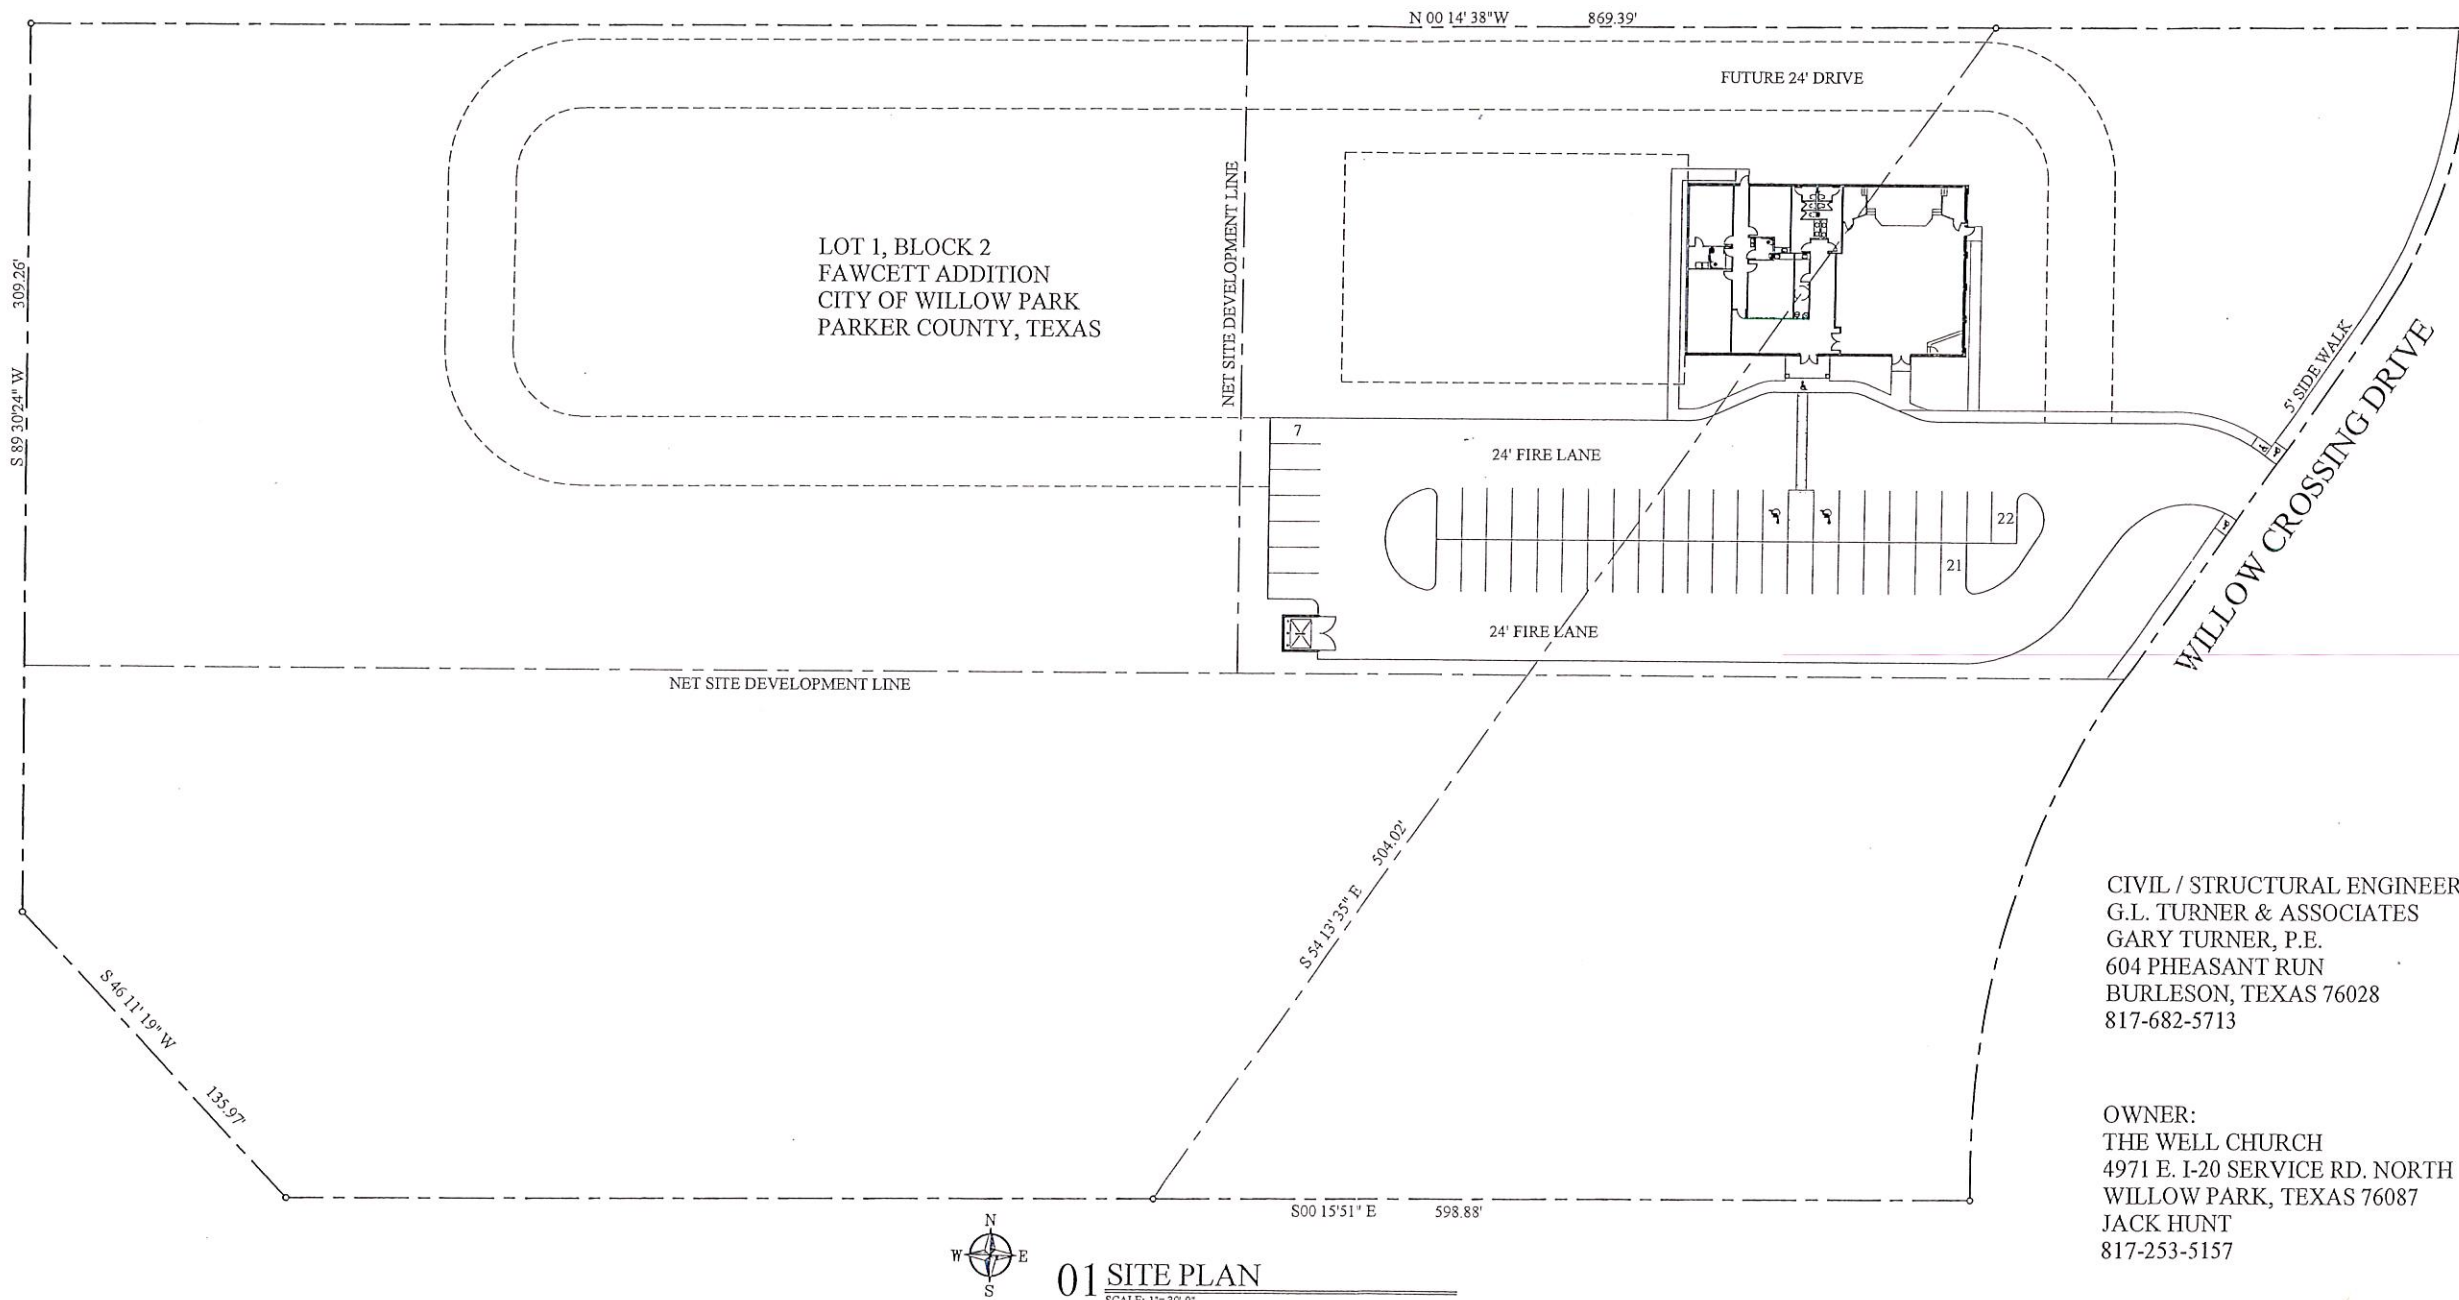 N 00 14' 38"W 869.39'
FUTURE 24' DRIVE
LOT 1, BLOCK 2
FAWCETT ADDITION
CITY OF WILLOW PARK
PARKER COUNTY, TEXAS
NET SITE DEVELOPMENT LINE
S 89 30'24" W 309.26'
5' SIDE WALK
WILLOW CROSSING DRIVE
7
24' FIRE LANE
22
21
24' FIRE LANE
NET SITE DEVELOPMENT LINE
S 54 13' 35" E 504.02'
S 46 11' 19" W 135.97'
CIVIL / STRUCTURAL ENGINEER
G.L. TURNER & ASSOCIATES
GARY TURNER, P.E.
604 PHEASANT RUN
BURLESON, TEXAS 76028
817-682-5713
OWNER:
THE WELL CHURCH
4971 E. I-20 SERVICE RD. NORTH
WILLOW PARK, TEXAS 76087
JACK HUNT
817-253-5157
S00 15'51" E 598.88'
N
W E
S
01 SITE PLAN